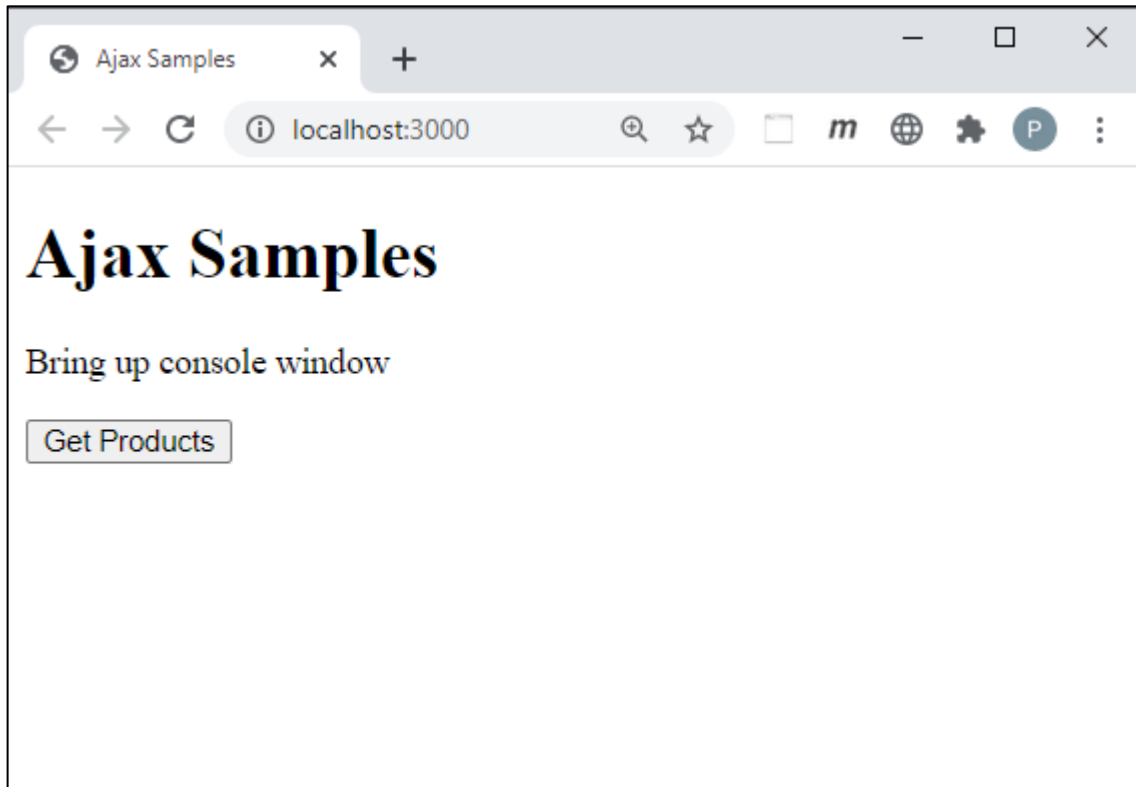 Ajax Samples
localhost:3000
m
P
Ajax Samples
Bring up console window
Get Products